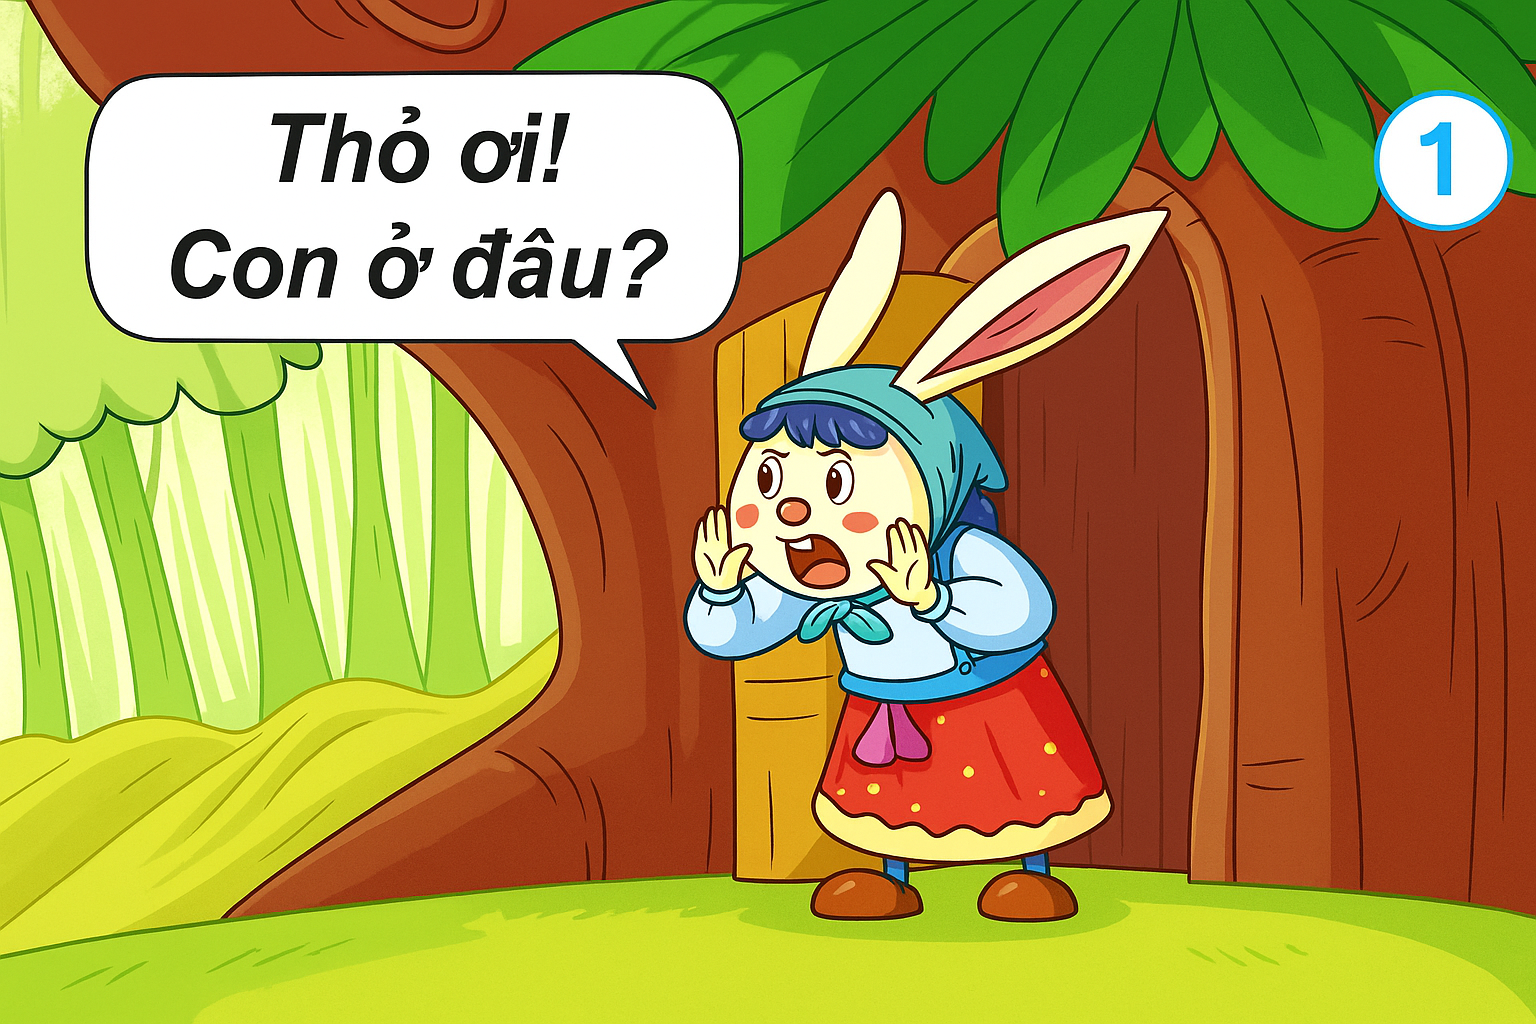 Thỏ ơi!
Con ở đâu?
1